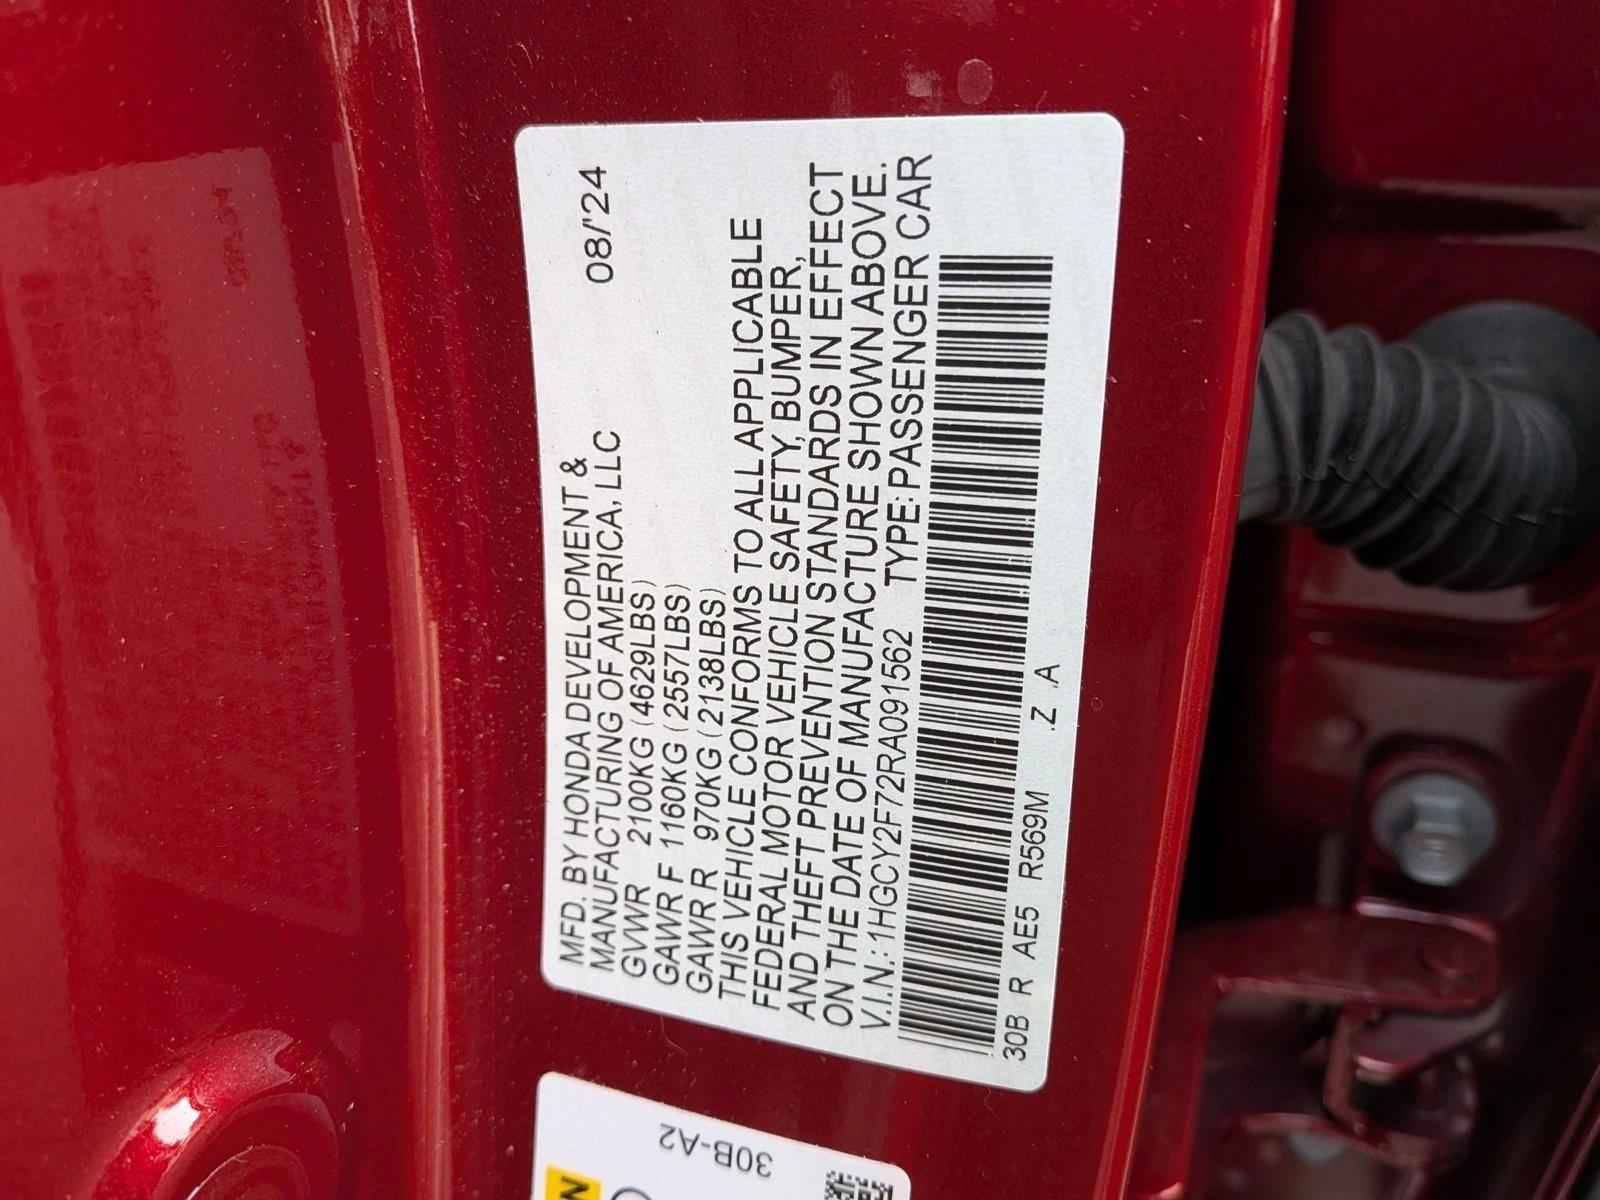 MFD. BY HONDA DEVELOPMENT &
MANUFACTURING OF AMERICA, LLC 08/'24
GVWR 2100KG (4629LBS)
GAWR F 1160KG (2557LBS)
GAWR R 970KG (2138LBS)
THIS VEHICLE CONFORMS TO ALL APPLICABLE
FEDERAL MOTOR VEHICLE SAFETY, BUMPER,
AND THEFT PREVENTION STANDARDS IN EFFECT
ON THE DATE OF MANUFACTURE SHOWN ABOVE.
V.I.N.: 1HGCY2F72RA091562 TYPE: PASSENGER CAR
30B R AE5 R569M .Z .A
30B-A2